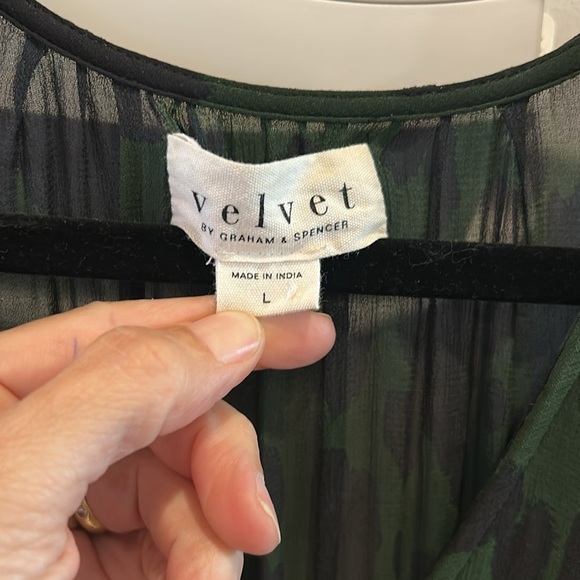 velvet
BY GRAHAM & SPENCER
MADE IN INDIA
L